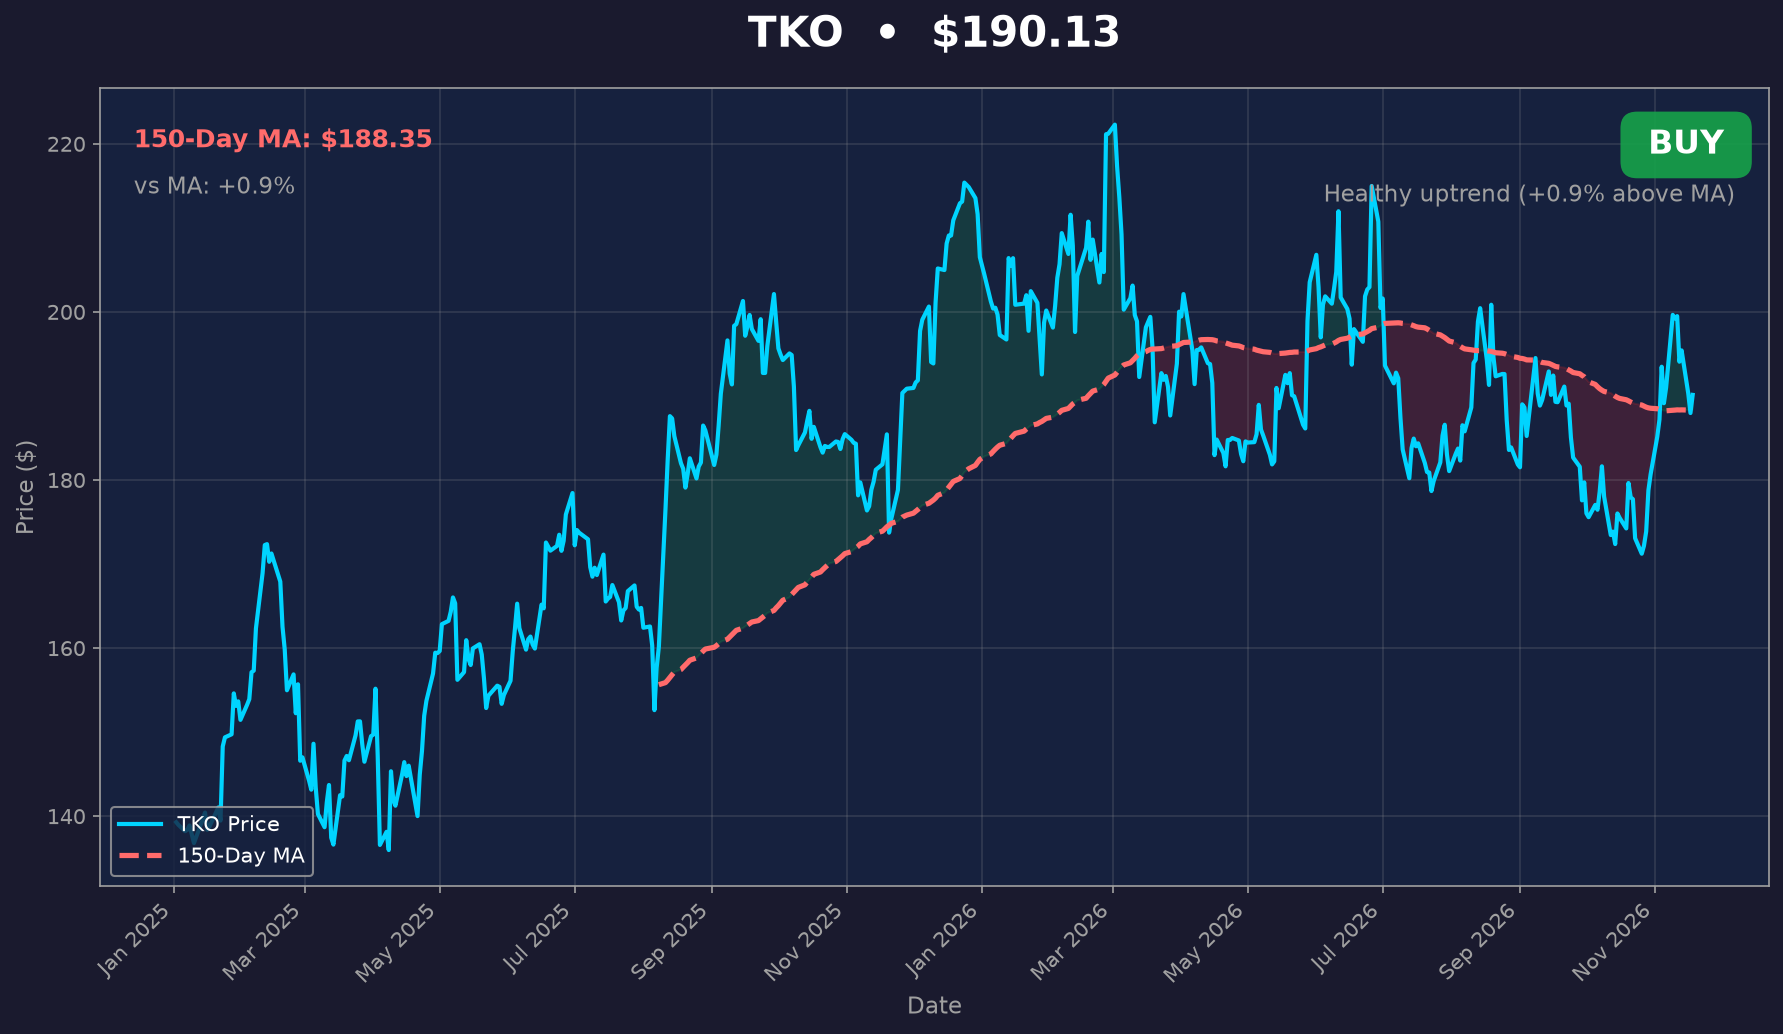 TKO • $190.13
150-Day MA: $188.35
vs MA: +0.9%
BUY
Healthy uptrend (+0.9% above MA)
Price ($)
220
200
180
160
140
TKO Price
150-Day MA
Jan 2025
Mar 2025
May 2025
Jul 2025
Sep 2025
Nov 2025
Jan 2026
Mar 2026
May 2026
Jul 2026
Sep 2026
Nov 2026
Date